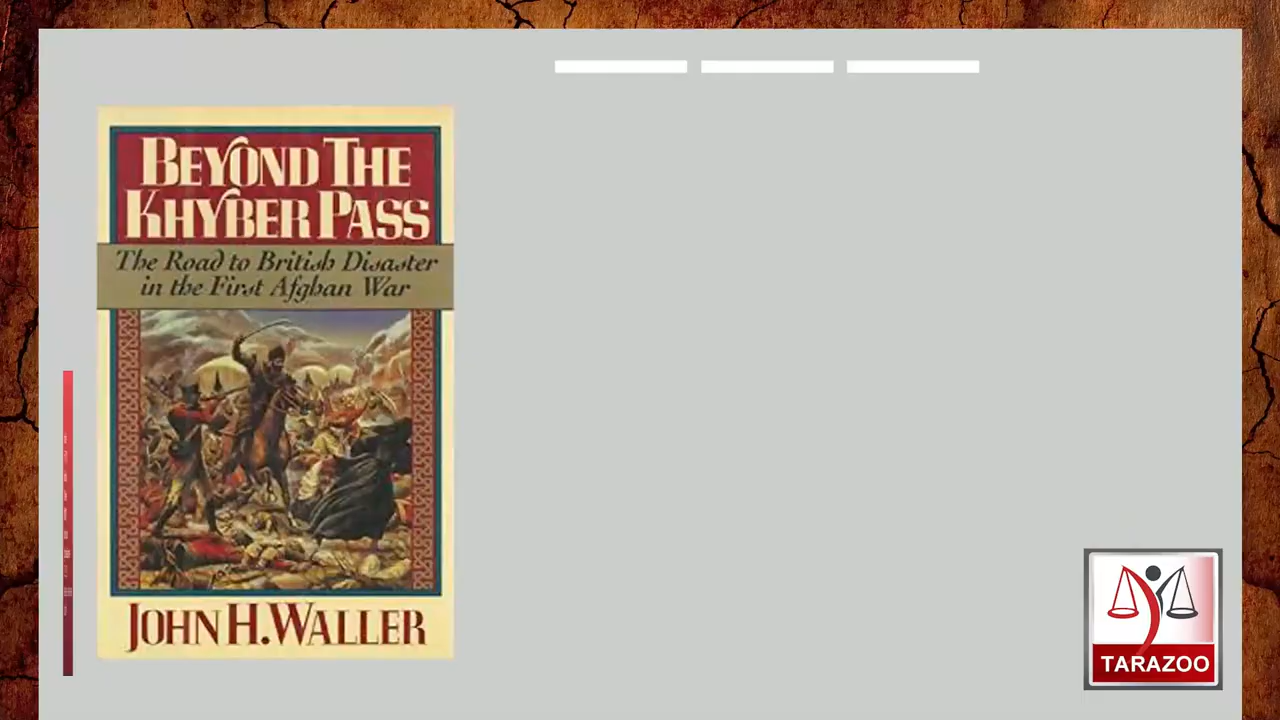 BEYOND THE
KHYBER PASS
The Road to British Disaster
in the First Afghan War
JOHN H. WALLER
TARAZOO